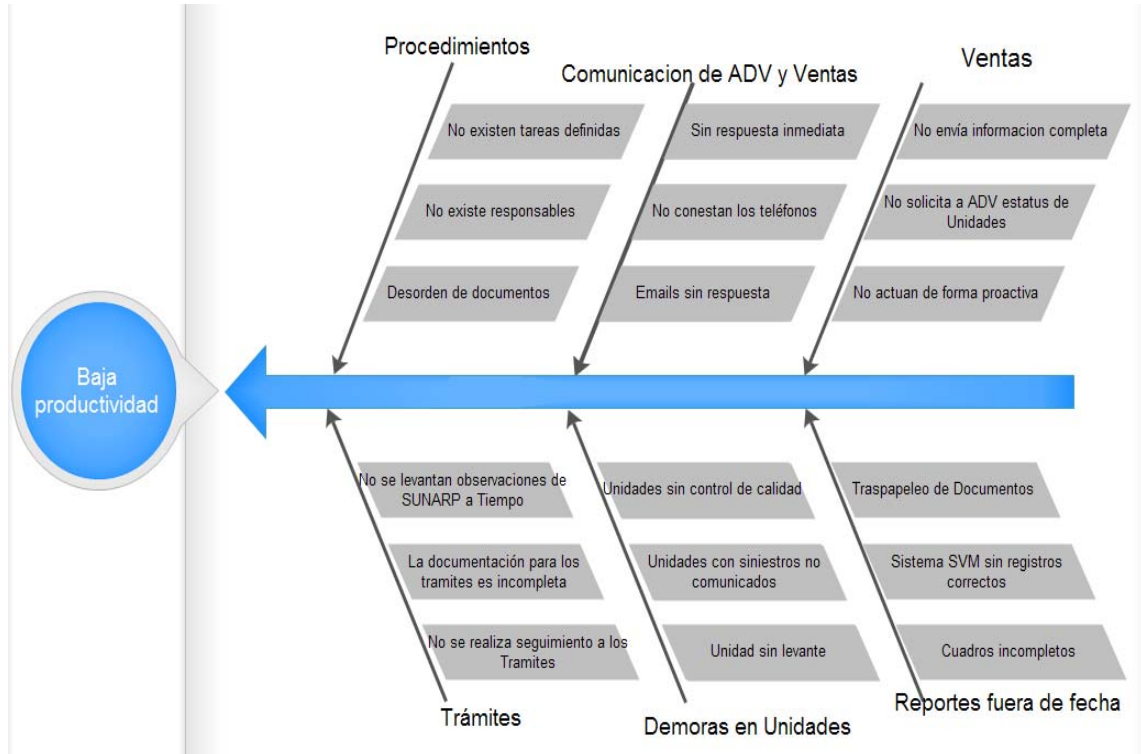 Procedimientos
Comunicacion de ADV y Ventas
Ventas
No existen tareas definidas
Sin respuesta inmediata
No envía informacion completa
No existe responsables
No conestan los teléfonos
No solicita a ADV estatus de
Unidades
Desorden de documentos
Emails sin respuesta
No actuan de forma proactiva
Baja
productividad
No se levantan observaciones de
SUNARP a Tiempo
Unidades sin control de calidad
Traspapeleo de Documentos
La documentación para los
tramites es incompleta
Unidades con siniestros no
comunicados
Sistema SVM sin registros
correctos
No se realiza seguimiento a los
Tramites
Unidad sin levante
Cuadros incompletos
Trámites
Demoras en Unidades
Reportes fuera de fecha